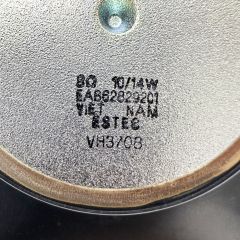 8Ω 10/14W
EAB62829201
VIET NAM
ESTEC
VH3708